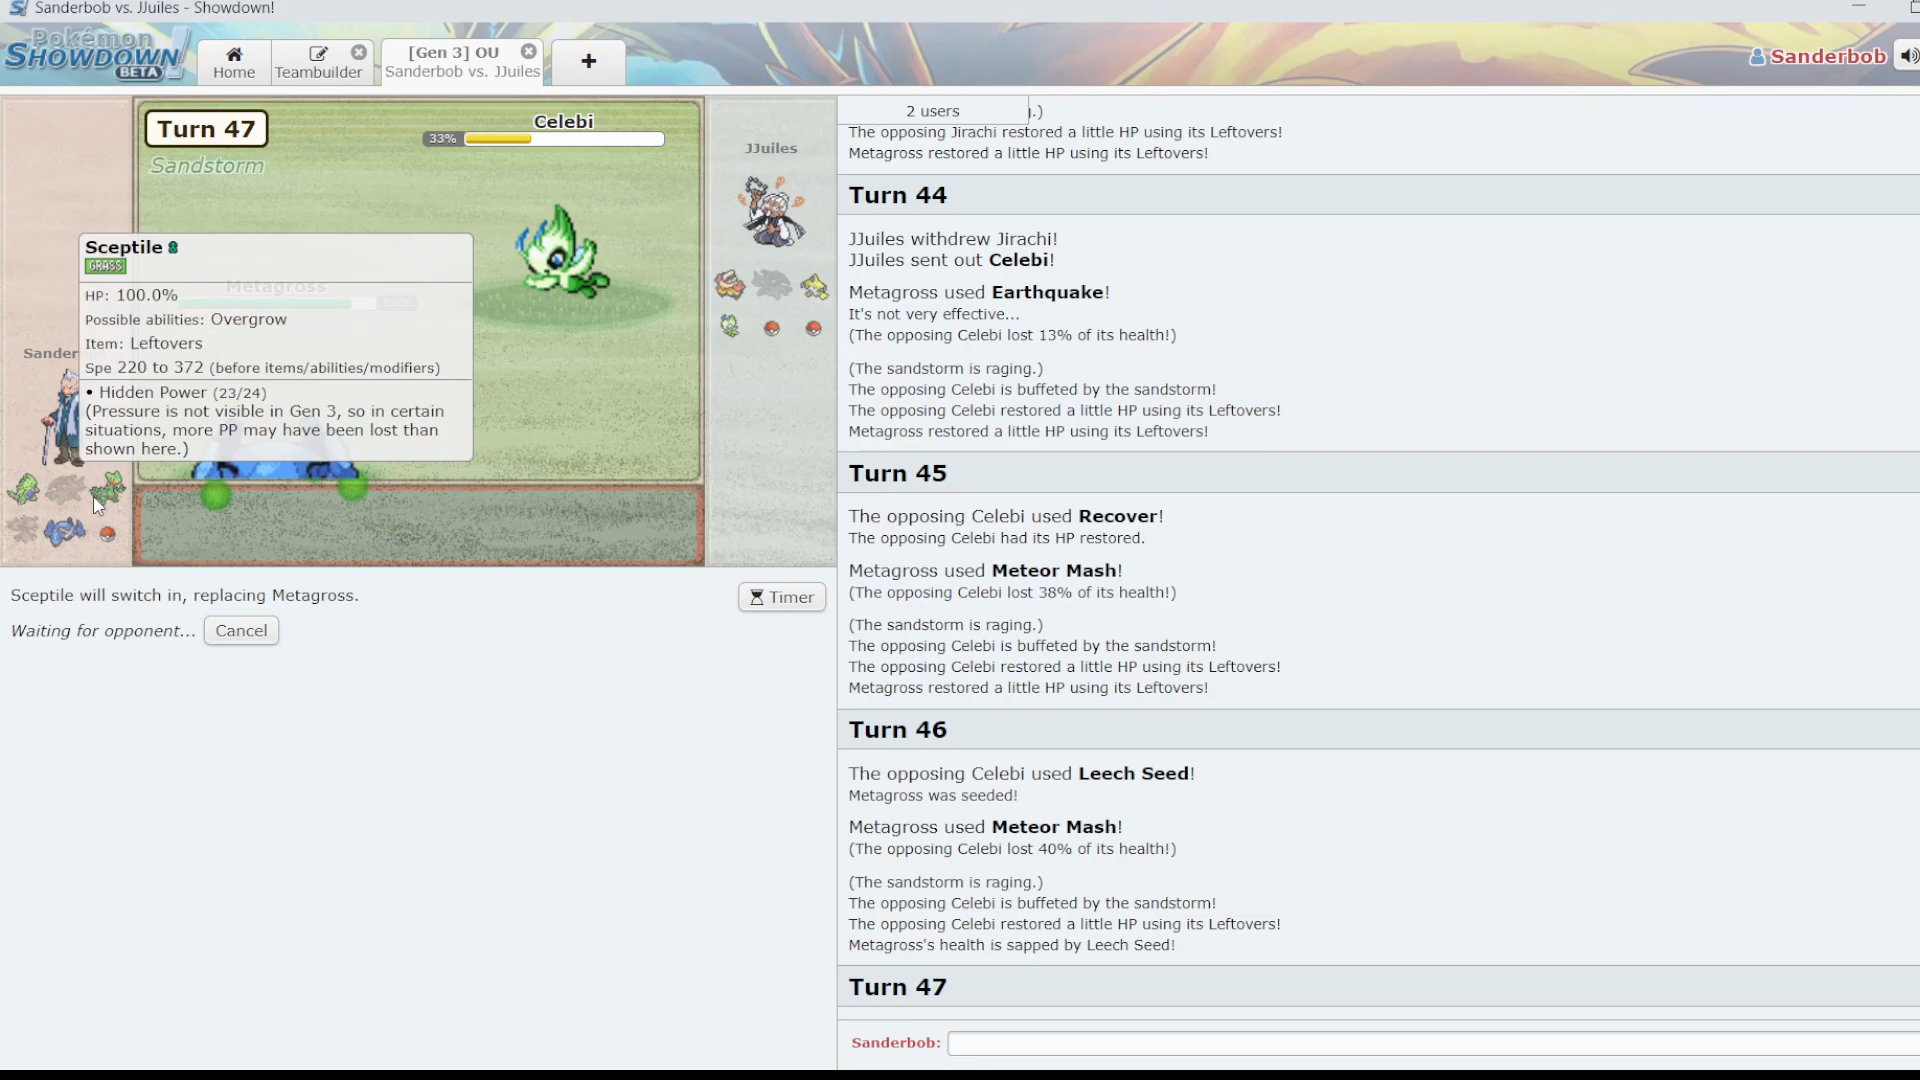 Sanderbob vs. JJuiles - Showdown!
Pokémon
SHOWDOWN!
BETA
Home
Teambuilder
[Gen 3] OU
Sanderbob vs. JJuiles
+
Sanderbob
Turn 47
Sandstorm
Celebi
33%
JJuiles
Metagross
Sander
Sceptile
GRASS
HP: 100.0%
Possible abilities: Overgrow
Item: Leftovers
Spe 220 to 372 (before items/abilities/modifiers)
• Hidden Power (23/24)
(Pressure is not visible in Gen 3, so in certain
situations, more PP may have been lost than
shown here.)
Sceptile will switch in, replacing Metagross.
Timer
Waiting for opponent...
Cancel
2 users
.)
The opposing Jirachi restored a little HP using its Leftovers!
Metagross restored a little HP using its Leftovers!
Turn 44
JJuiles withdrew Jirachi!
JJuiles sent out Celebi!
Metagross used Earthquake!
It's not very effective...
(The opposing Celebi lost 13% of its health!)
(The sandstorm is raging.)
The opposing Celebi is buffeted by the sandstorm!
The opposing Celebi restored a little HP using its Leftovers!
Metagross restored a little HP using its Leftovers!
Turn 45
The opposing Celebi used Recover!
The opposing Celebi had its HP restored.
Metagross used Meteor Mash!
(The opposing Celebi lost 38% of its health!)
(The sandstorm is raging.)
The opposing Celebi is buffeted by the sandstorm!
The opposing Celebi restored a little HP using its Leftovers!
Metagross restored a little HP using its Leftovers!
Turn 46
The opposing Celebi used Leech Seed!
Metagross was seeded!
Metagross used Meteor Mash!
(The opposing Celebi lost 40% of its health!)
(The sandstorm is raging.)
The opposing Celebi is buffeted by the sandstorm!
The opposing Celebi restored a little HP using its Leftovers!
Metagross's health is sapped by Leech Seed!
Turn 47
Sanderbob: